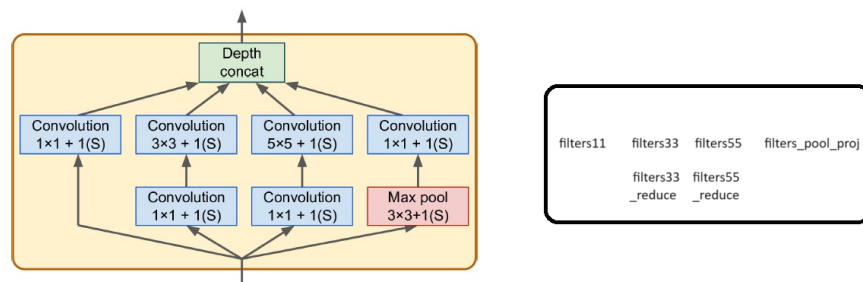 Depth
concat
Convolution
1×1 + 1(S)
Convolution
3×3 + 1(S)
Convolution
5×5 + 1(S)
Convolution
1×1 + 1(S)
Convolution
1×1 + 1(S)
Convolution
1×1 + 1(S)
Max pool
3×3+1(S)
filters11
filters33
filters55
filters_pool_proj
filters33
_reduce
filters55
_reduce